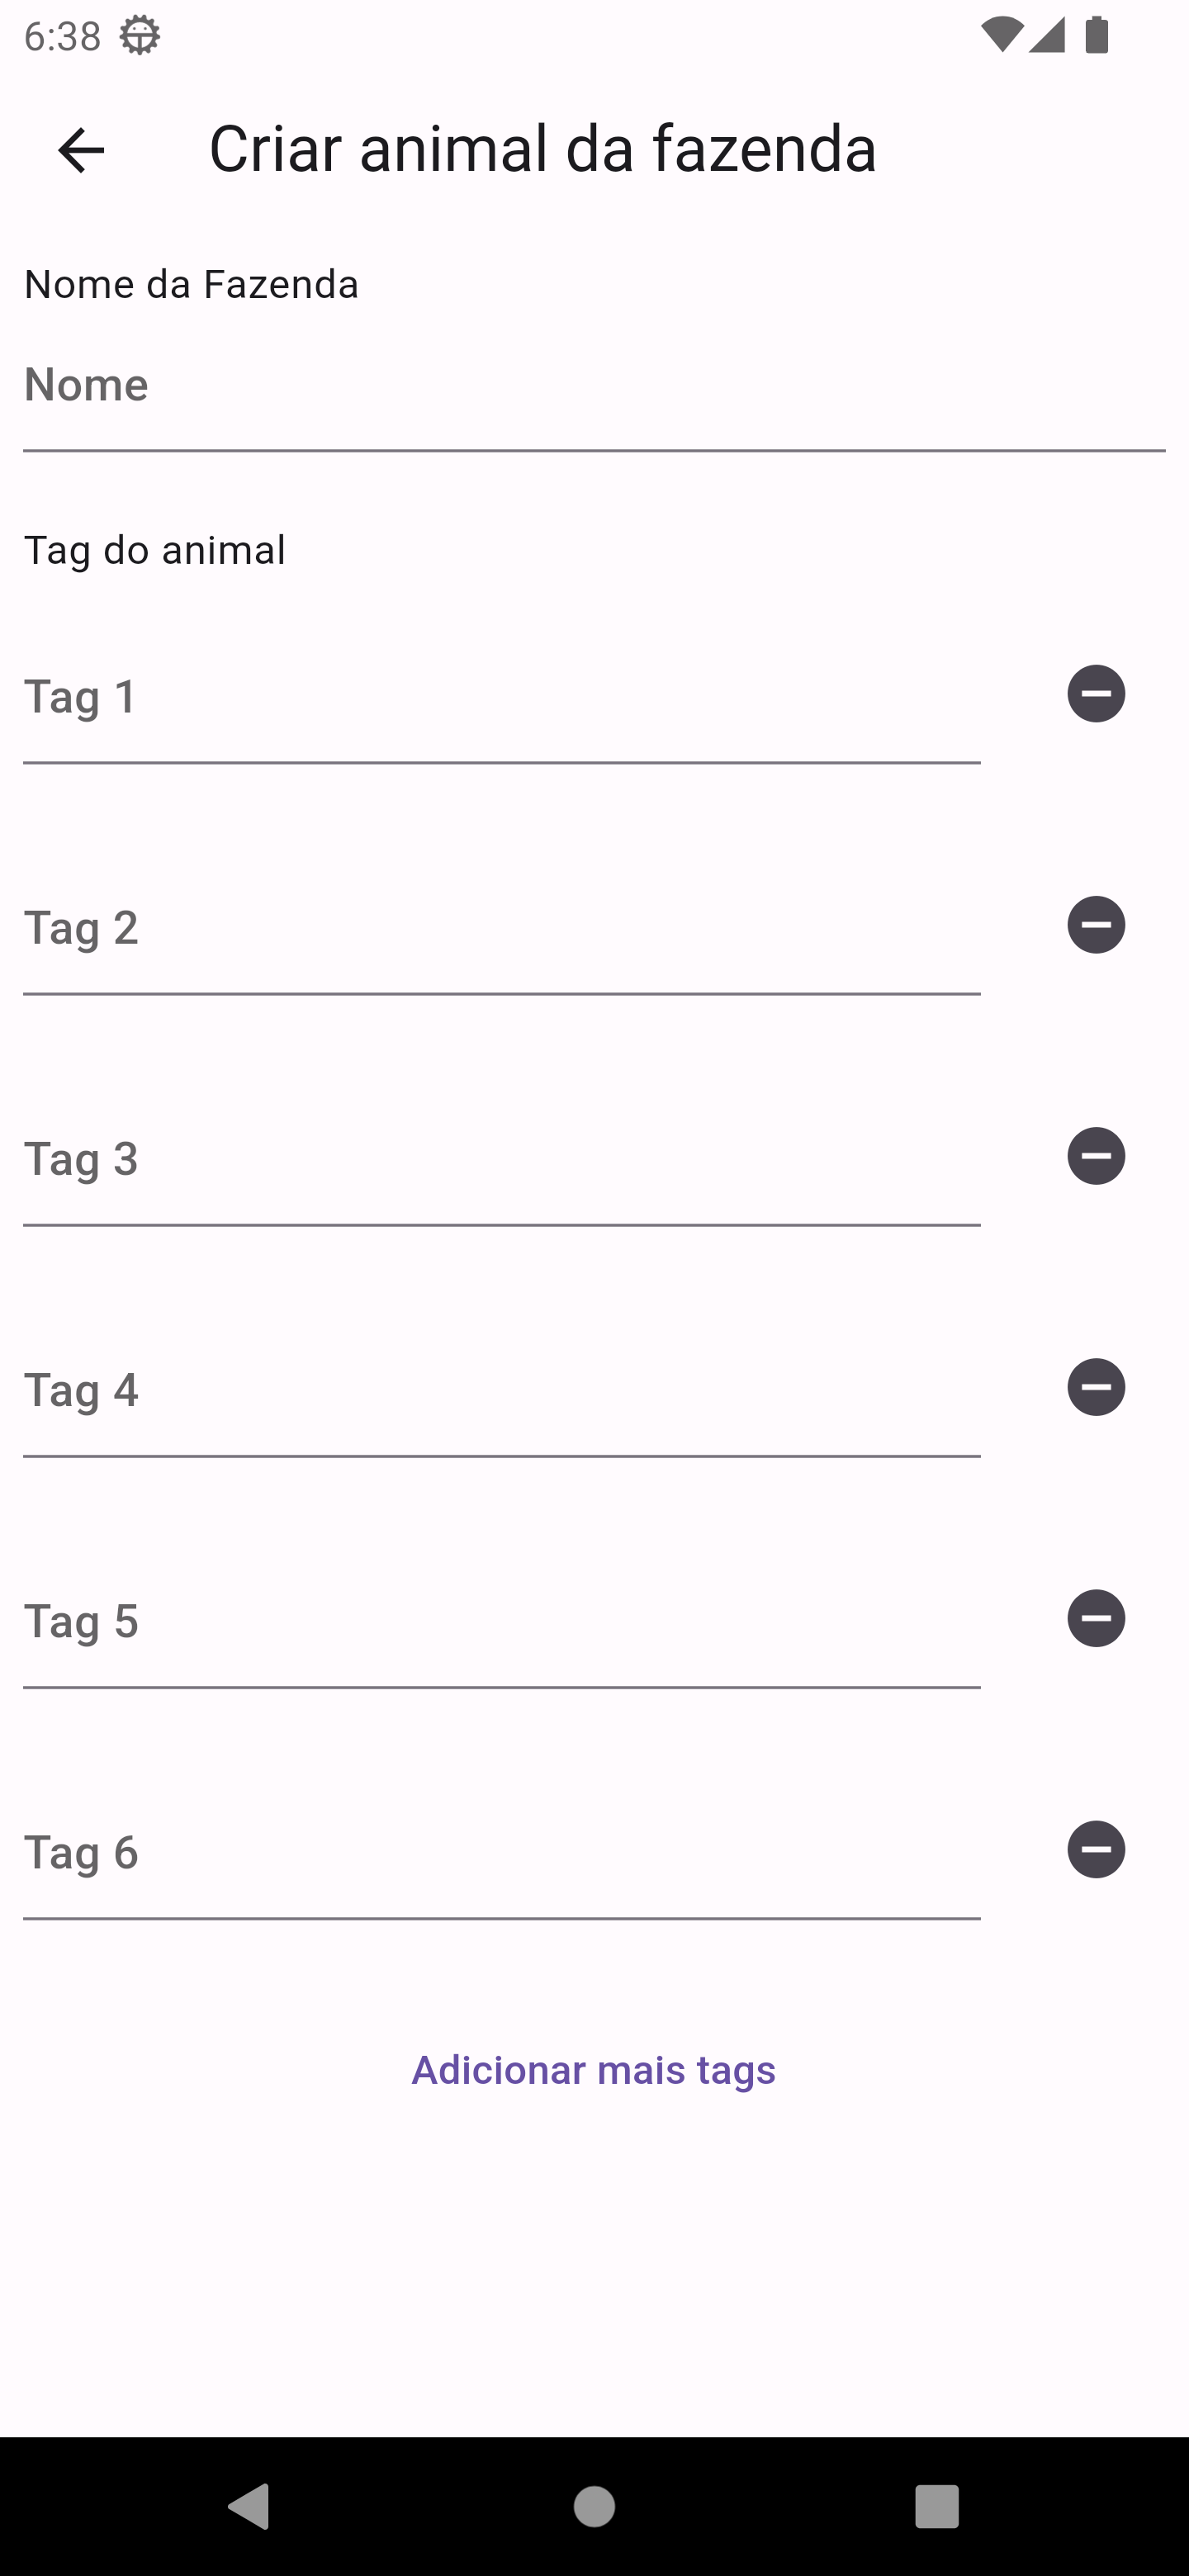 6:38
Criar animal da fazenda
Nome da Fazenda
Nome
Tag do animal
Tag 1
Tag 2
Tag 3
Tag 4
Tag 5
Tag 6
Adicionar mais tags